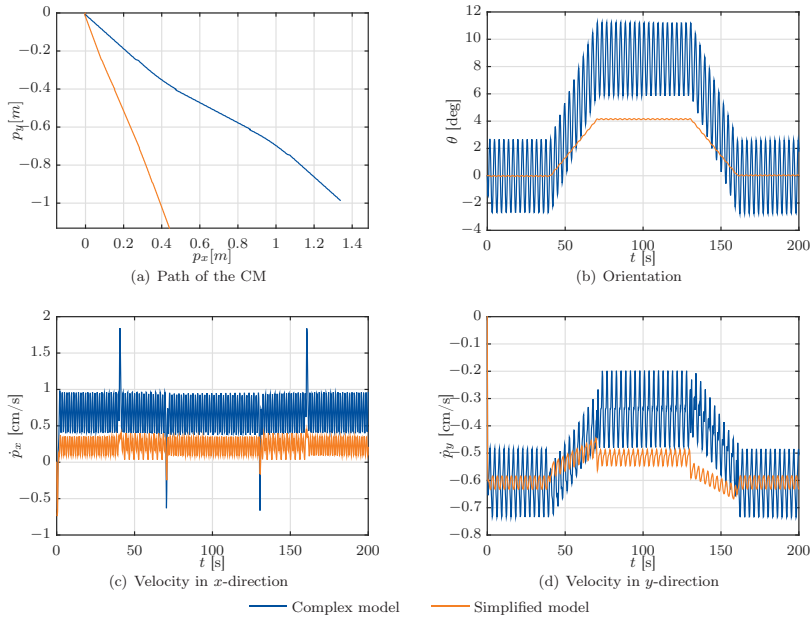 0
−0.2
−0.4
−0.6
−0.8
−1
0 0.2 0.4 0.6 0.8 1 1.2 1.4
p_y[m]
p_x[m]
(a) Path of the CM
12
10
8
6
4
2
0
−2
−4
0 50 100 150 200
θ [deg]
t [s]
(b) Orientation
2
1.5
1
0.5
0
−0.5
−1
0 50 100 150 200
ṗ_x [cm/s]
t [s]
(c) Velocity in x-direction
0
−0.1
−0.2
−0.3
−0.4
−0.5
−0.6
−0.7
−0.8
0 50 100 150 200
ṗ_y [cm/s]
t [s]
(d) Velocity in y-direction
Complex model Simplified model